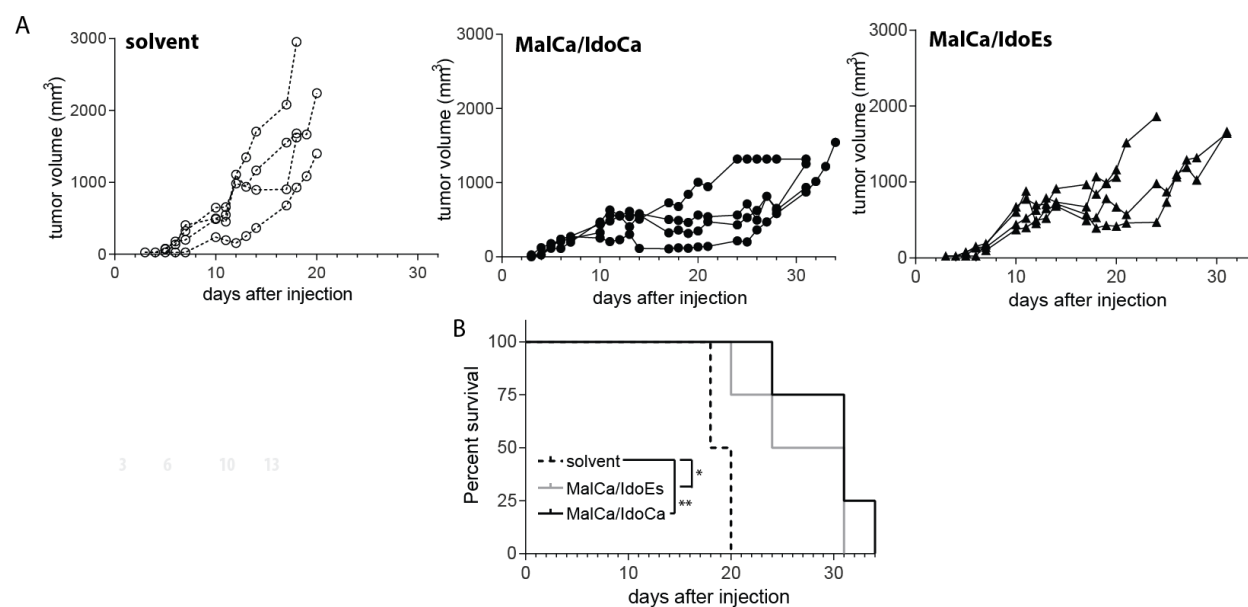 A
solvent
MalCa/IdoCa
MalCa/IdoEs
tumor volume (mm3)
3000
2000
1000
0
0 10 20 30
days after injection
tumor volume (mm3)
3000
2000
1000
0
0 10 20 30
days after injection
tumor volume (mm3)
3000
2000
1000
0
0 10 20 30
days after injection
B
Percent survival
100
75
50
25
0
solvent
MalCa/IdoEs
MalCa/IdoCa
*
**
0 10 20 30
days after injection
3 6 10 13